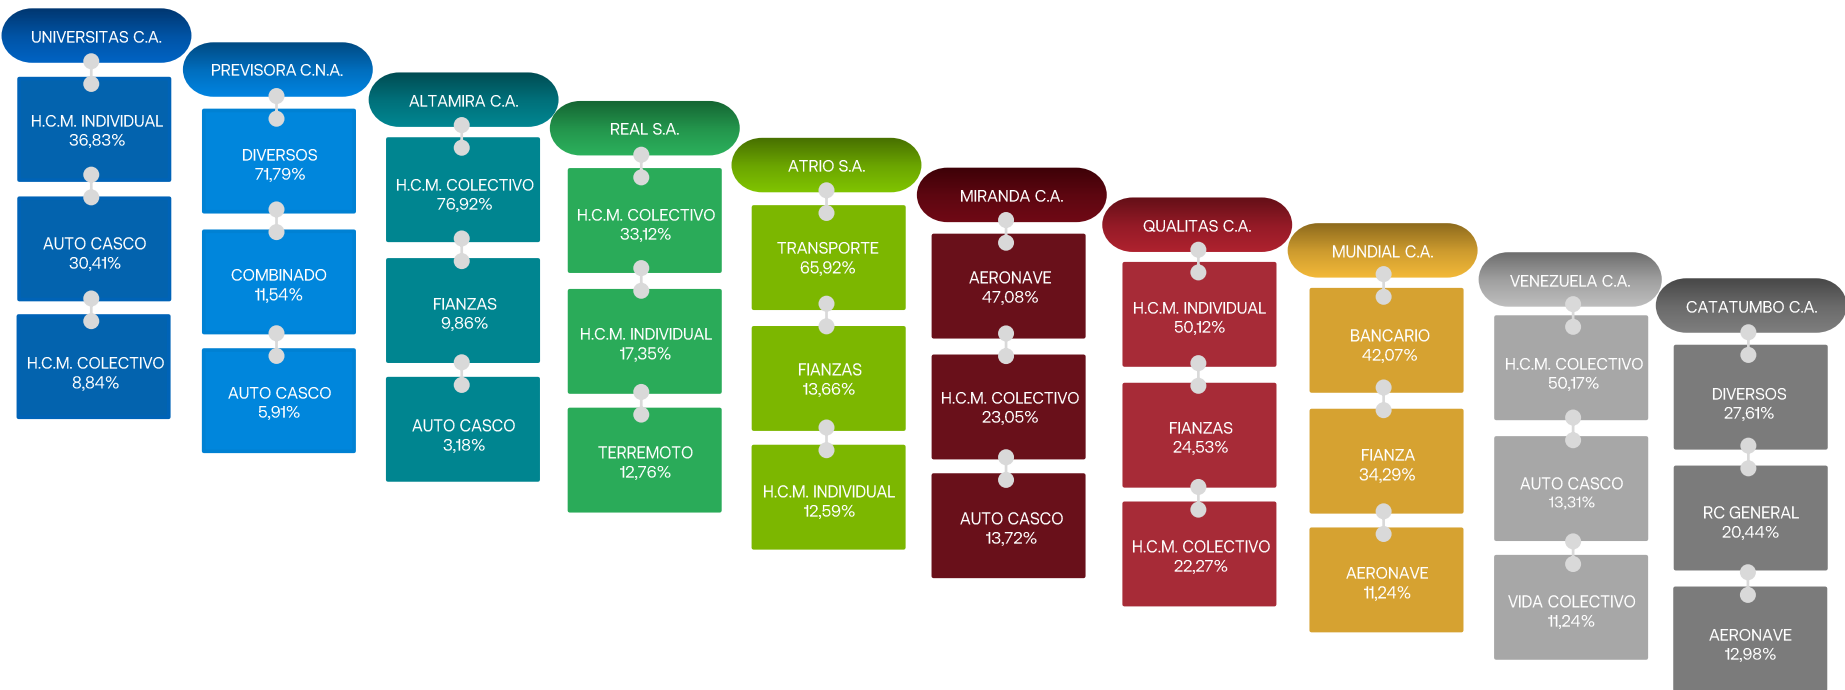 UNIVERSITAS C.A.
H.C.M. INDIVIDUAL
36,83%
AUTO CASCO
30,41%
H.C.M. COLECTIVO
8,84%
PREVISORA C.N.A.
DIVERSOS
71,79%
COMBINADO
11,54%
AUTO CASCO
5,91%
ALTAMIRA C.A.
H.C.M. COLECTIVO
76,92%
FIANZAS
9,86%
AUTO CASCO
3,18%
REAL S.A.
H.C.M. COLECTIVO
33,12%
H.C.M. INDIVIDUAL
17,35%
TERREMOTO
12,76%
ATRIO S.A.
TRANSPORTE
65,92%
FIANZAS
13,66%
H.C.M. INDIVIDUAL
12,59%
MIRANDA C.A.
AERONAVE
47,08%
H.C.M. COLECTIVO
23,05%
AUTO CASCO
13,72%
QUALITAS C.A.
H.C.M. INDIVIDUAL
50,12%
FIANZAS
24,53%
H.C.M. COLECTIVO
22,27%
MUNDIAL C.A.
BANCARIO
42,07%
FIANZA
34,29%
AERONAVE
11,24%
VENEZUELA C.A.
H.C.M. COLECTIVO
50,17%
AUTO CASCO
13,31%
VIDA COLECTIVO
11,24%
CATATUMBO C.A.
DIVERSOS
27,61%
RC GENERAL
20,44%
AERONAVE
12,98%